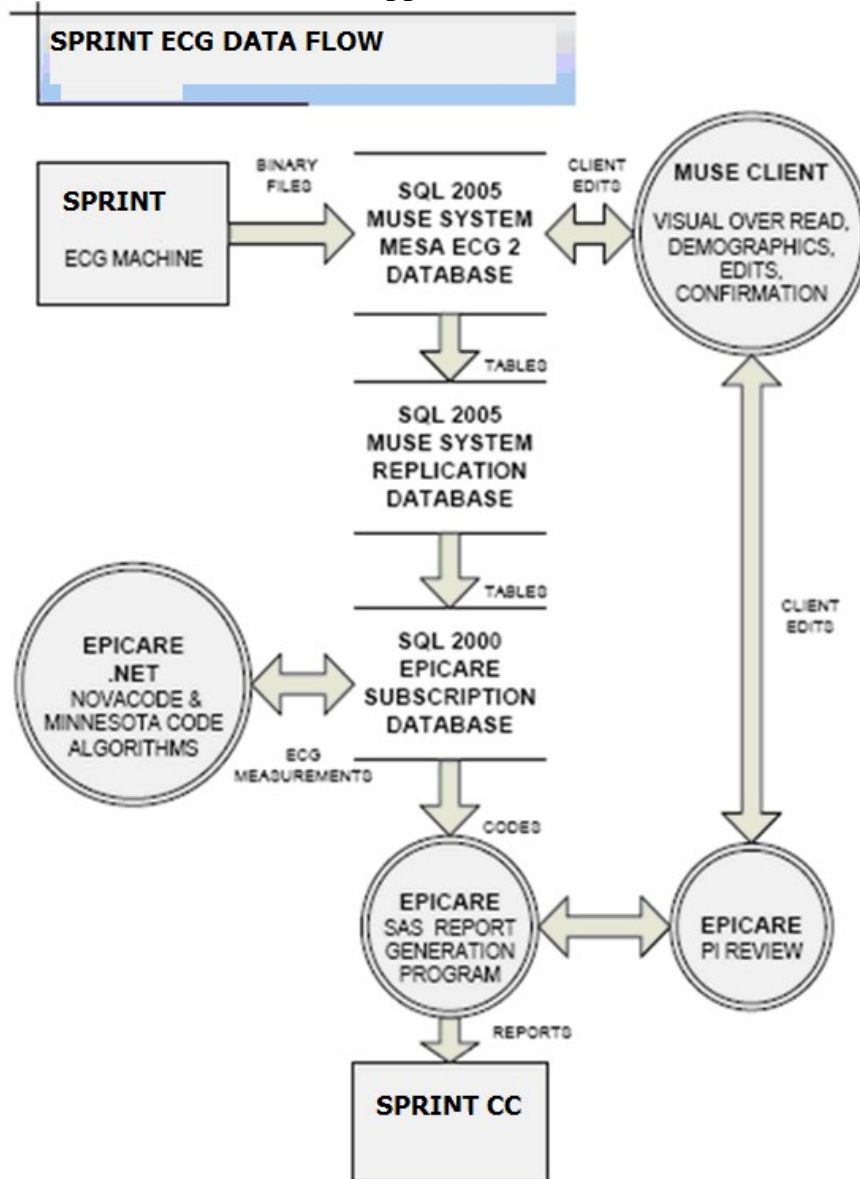 SPRINT ECG DATA FLOW
SPRINT
ECG MACHINE
BINARY
FILES
SQL 2005
MUSE SYSTEM
MESA ECG 2
DATABASE
CLIENT
EDITS
MUSE CLIENT
VISUAL OVER READ,
DEMOGRAPHICS,
EDITS,
CONFIRMATION
TABLES
SQL 2005
MUSE SYSTEM
REPLICATION
DATABASE
TABLES
EPICARE
.NET
NOVACODE &
MINNESOTA CODE
ALGORITHMS
ECG
MEASUREMENTS
SQL 2000
EPICARE
SUBSCRIPTION
DATABASE
CLIENT
EDITS
CODES
EPICARE
SAS REPORT
GENERATION
PROGRAM
EPICARE
PI REVIEW
REPORTS
SPRINT CC